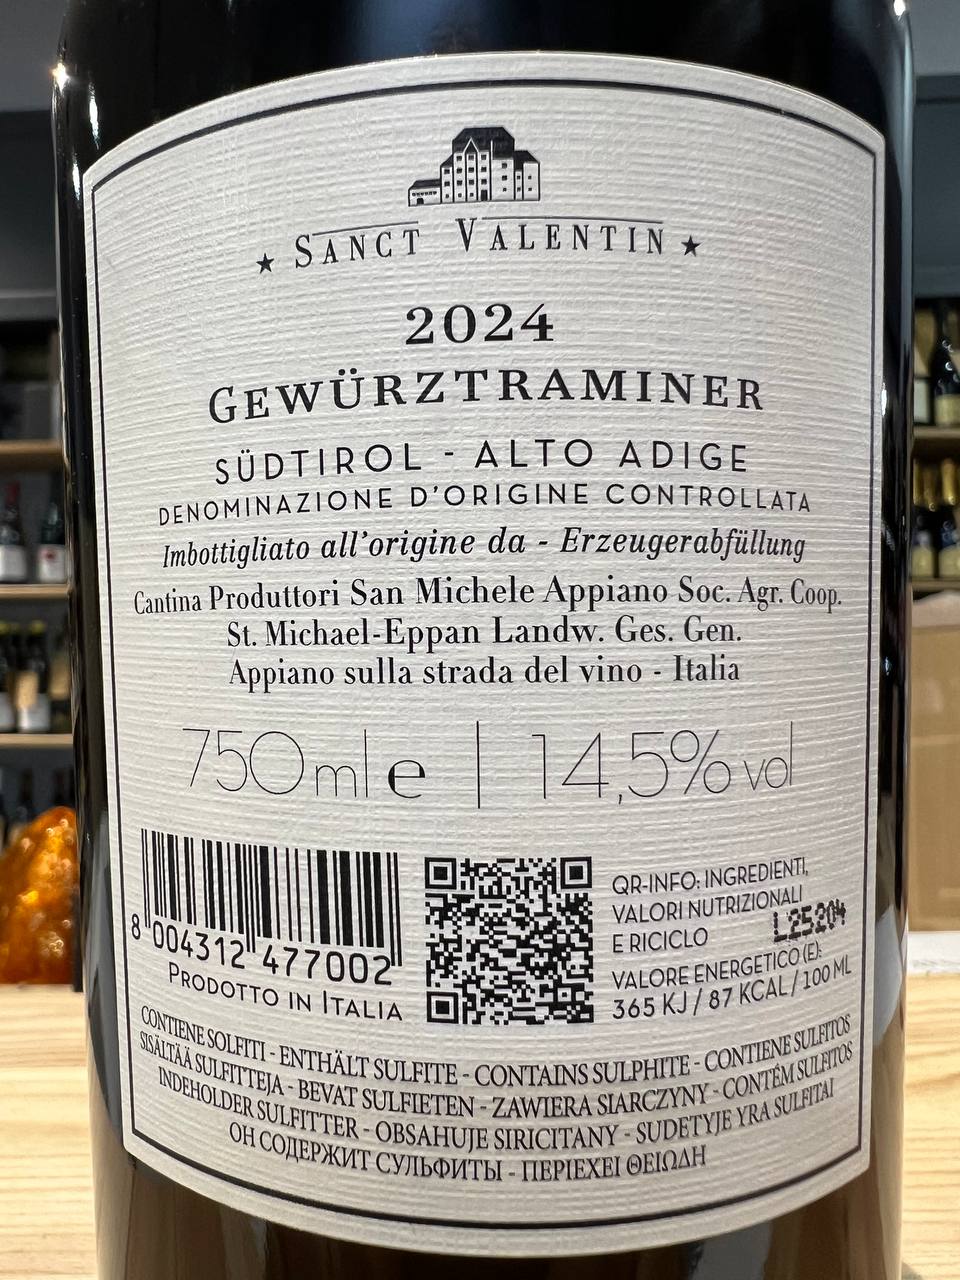 ★ SANCT VALENTIN ★
2024
GEWÜRZTRAMINER
SÜDTIROL - ALTO ADIGE
DENOMINAZIONE D'ORIGINE CONTROLLATA
Imbottigliato all'origine da - Erzeugerabfüllung
Cantina Produttori San Michele Appiano Soc. Agr. Coop.
St. Michael-Eppan Landw. Ges. Gen.
Appiano sulla strada del vino - Italia
750 ml e | 14,5% vol
QR-INFO: INGREDIENTI,
VALORI NUTRIZIONALI
E RICICLO
L25204
VALORE ENERGETICO (E):
365 KJ / 87 KCAL / 100 ML
8 004312 477002
PRODOTTO IN ITALIA
CONTIENE SOLFITI - ENTHÄLT SULFITE - CONTAINS SULPHITE - CONTIENE SULFITOS
SISÄLTÄÄ SULFITTEJA - BEVAT SULFIETEN - ZAWIERA SIARCZYNY - CONTÉM SULFITOS
INDEHOLDER SULFITTER - OBSAHUJE SIRICITANY - SUDETYJE YRA SULFITAI
ОН СОДЕРЖИТ СУЛЬФИТЫ - ΠΕΡΙΕΧΕΙ ΘΕΙΩΔΗ